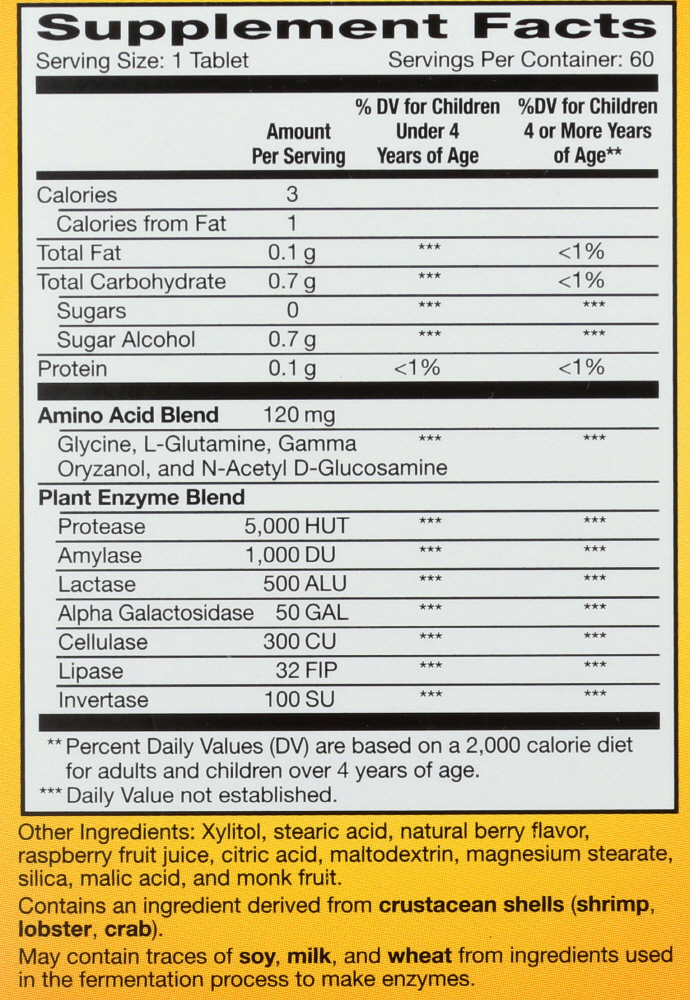 Supplement Facts
Serving Size: 1 Tablet Servings Per Container: 60
Amount Per Serving % DV for Children Under 4 Years of Age %DV for Children 4 or More Years of Age**
Calories 3
Calories from Fat 1
Total Fat 0.1 g *** <1%
Total Carbohydrate 0.7 g *** <1%
Sugars 0 *** ***
Sugar Alcohol 0.7 g *** ***
Protein 0.1 g <1% <1%
Amino Acid Blend 120 mg
Glycine, L-Glutamine, Gamma *** ***
Oryzanol, and N-Acetyl D-Glucosamine
Plant Enzyme Blend
Protease 5,000 HUT *** ***
Amylase 1,000 DU *** ***
Lactase 500 ALU *** ***
Alpha Galactosidase 50 GAL *** ***
Cellulase 300 CU *** ***
Lipase 32 FIP *** ***
Invertase 100 SU *** ***
** Percent Daily Values (DV) are based on a 2,000 calorie diet
for adults and children over 4 years of age.
*** Daily Value not established.
Other Ingredients: Xylitol, stearic acid, natural berry flavor,
raspberry fruit juice, citric acid, maltodextrin, magnesium stearate,
silica, malic acid, and monk fruit.
Contains an ingredient derived from crustacean shells (shrimp,
lobster, crab).
May contain traces of soy, milk, and wheat from ingredients used
in the fermentation process to make enzymes.